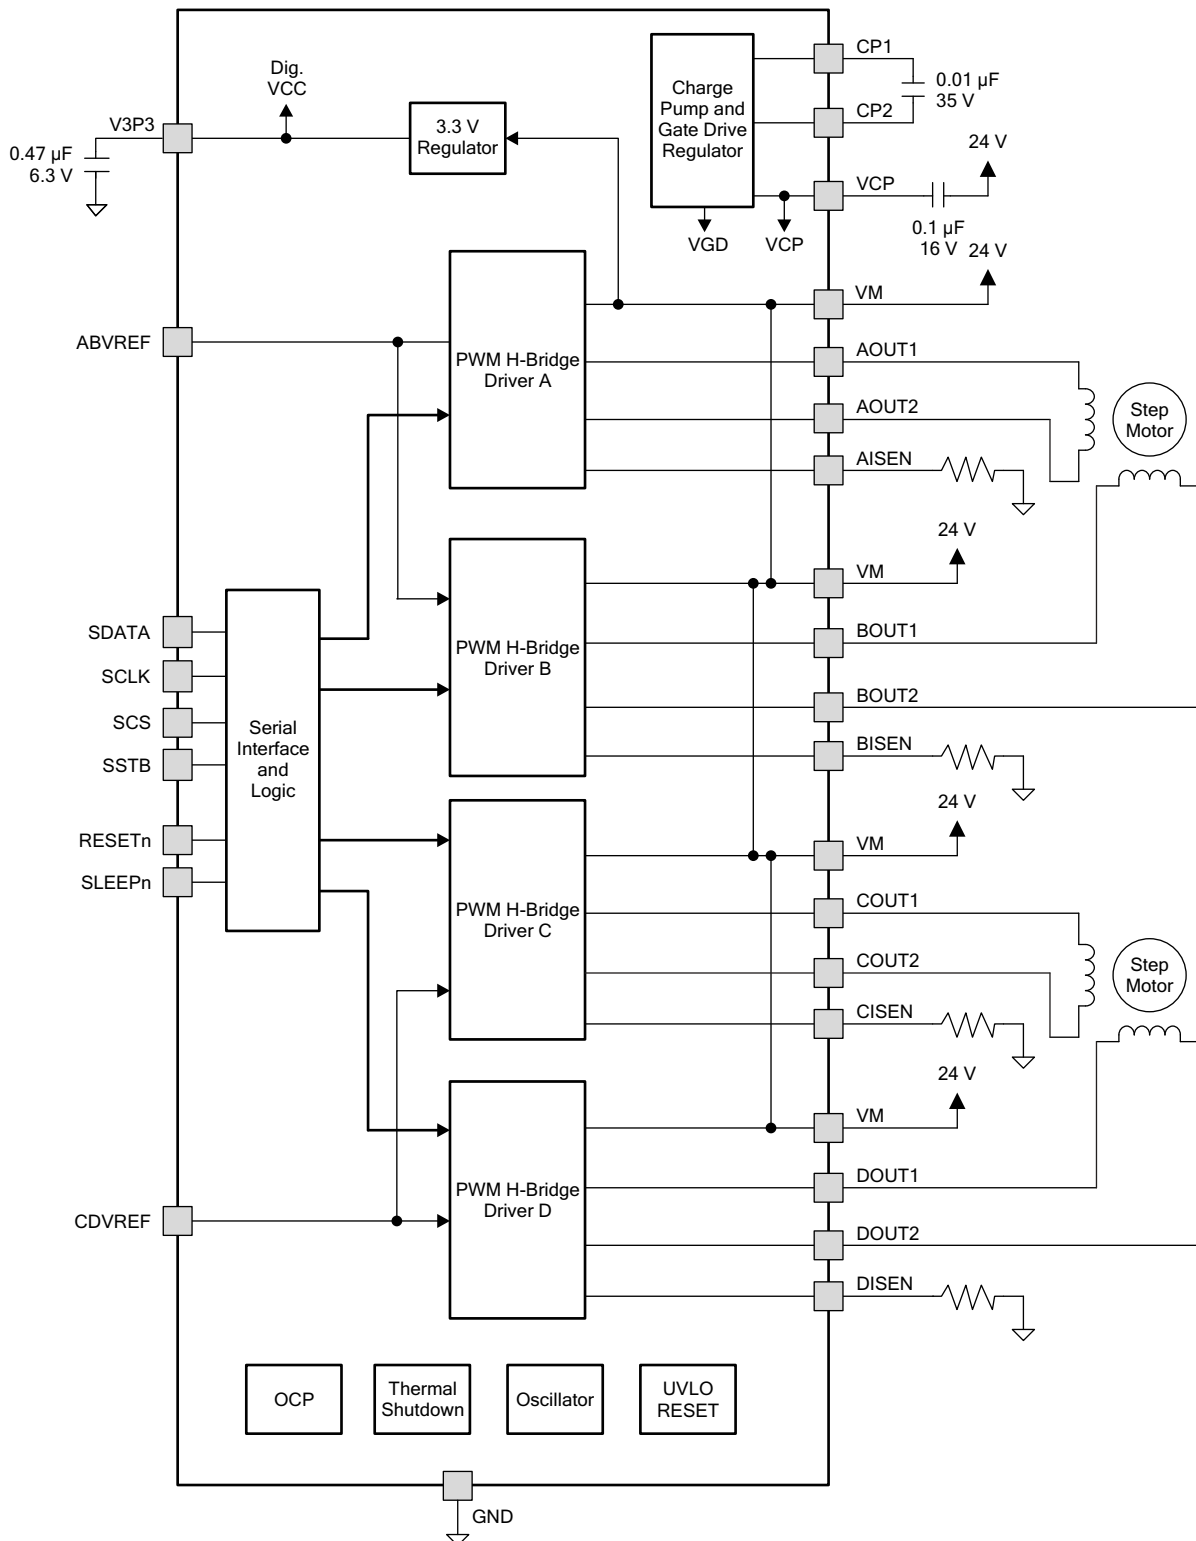 CP1
0.01 µF
35 V
Charge
Pump and
Gate Drive
Regulator
CP2
Dig.
VCC
V3P3
3.3 V
Regulator
0.47 µF
6.3 V
24 V
VCP
0.1 µF
16 V
VGD
VCP
24 V
VM
ABVREF
PWM H-Bridge
Driver A
AOUT1
AOUT2
AISEN
Step
Motor
24 V
VM
PWM H-Bridge
Driver B
BOUT1
BOUT2
BISEN
SDATA
SCLK
SCS
SSTB
RESETn
SLEEPn
Serial
Interface
and
Logic
24 V
VM
PWM H-Bridge
Driver C
COUT1
COUT2
CISEN
Step
Motor
24 V
VM
CDVREF
PWM H-Bridge
Driver D
DOUT1
DOUT2
DISEN
OCP
Thermal
Shutdown
Oscillator
UVLO
RESET
GND